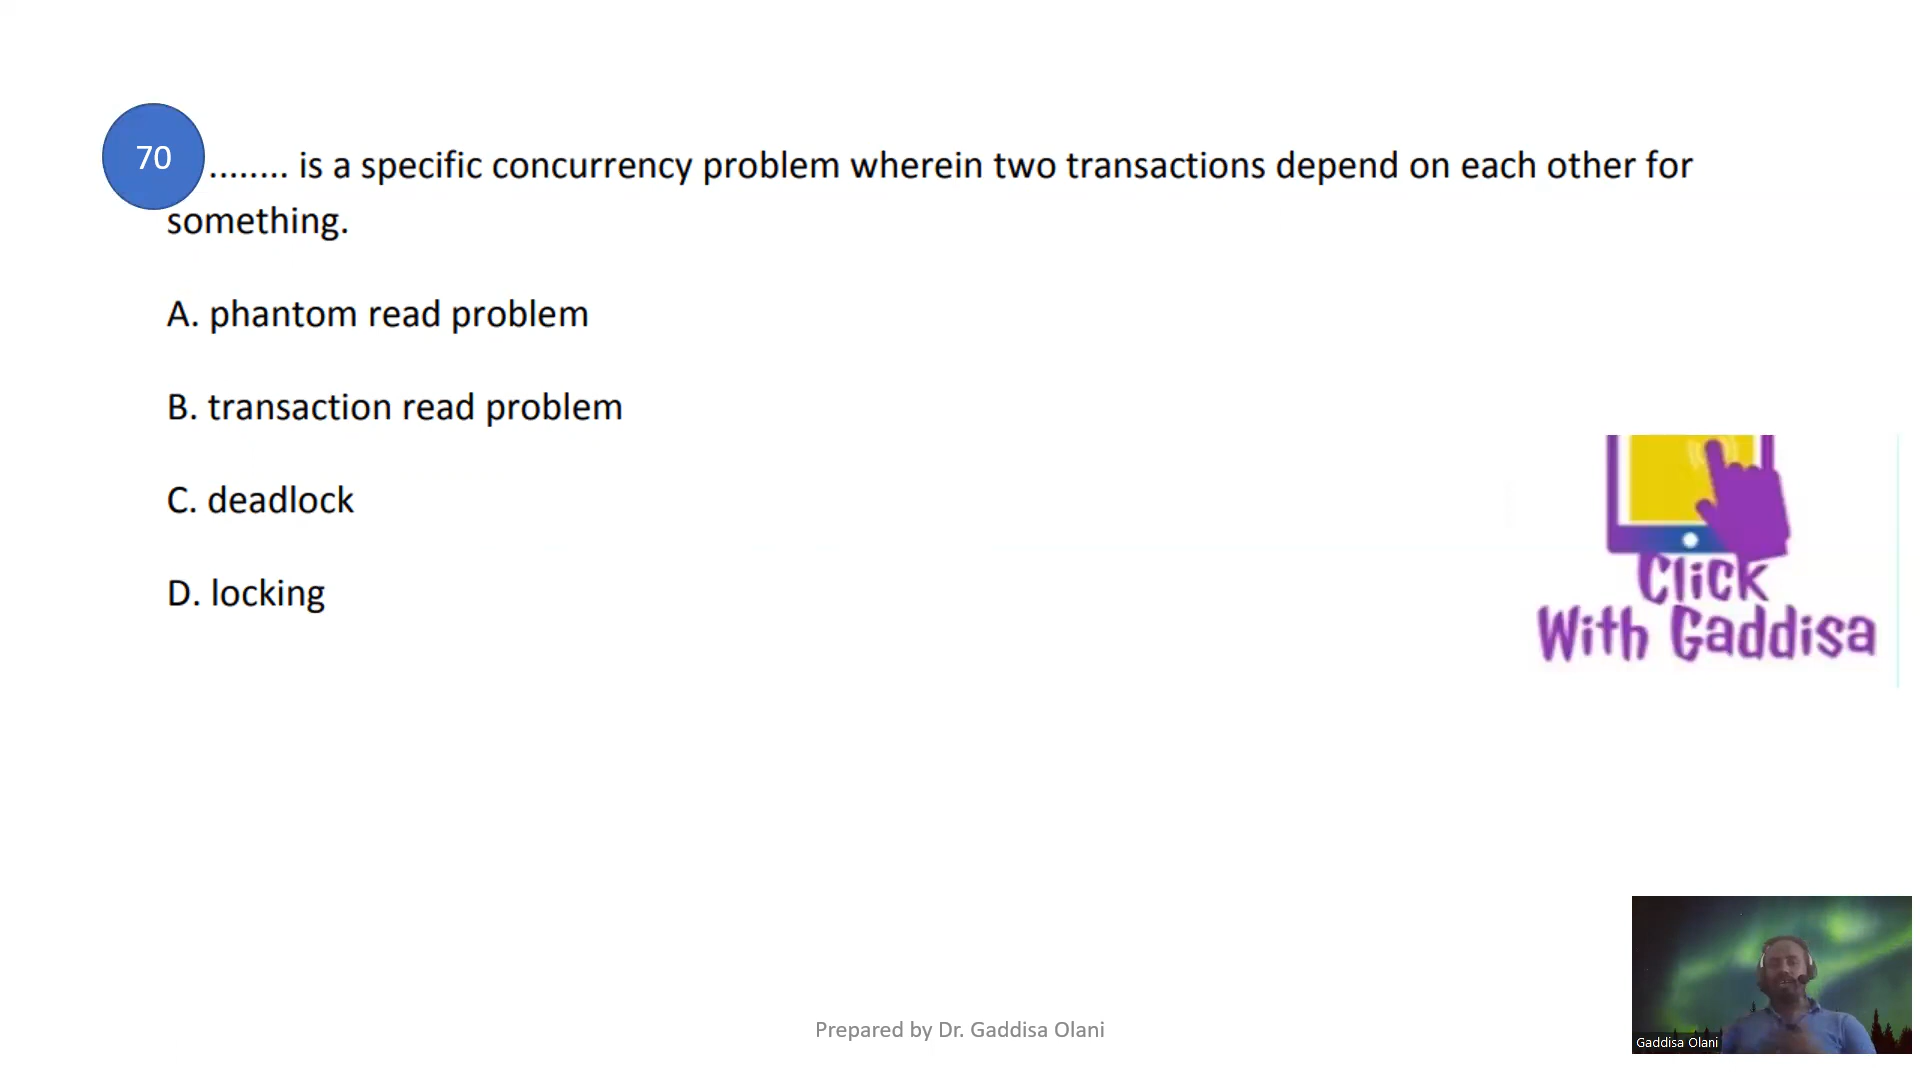 70
........ is a specific concurrency problem wherein two transactions depend on each other for
something.
A. phantom read problem
B. transaction read problem
C. deadlock
D. locking
Click
With Gaddisa
Prepared by Dr. Gaddisa Olani
Gaddisa Olani